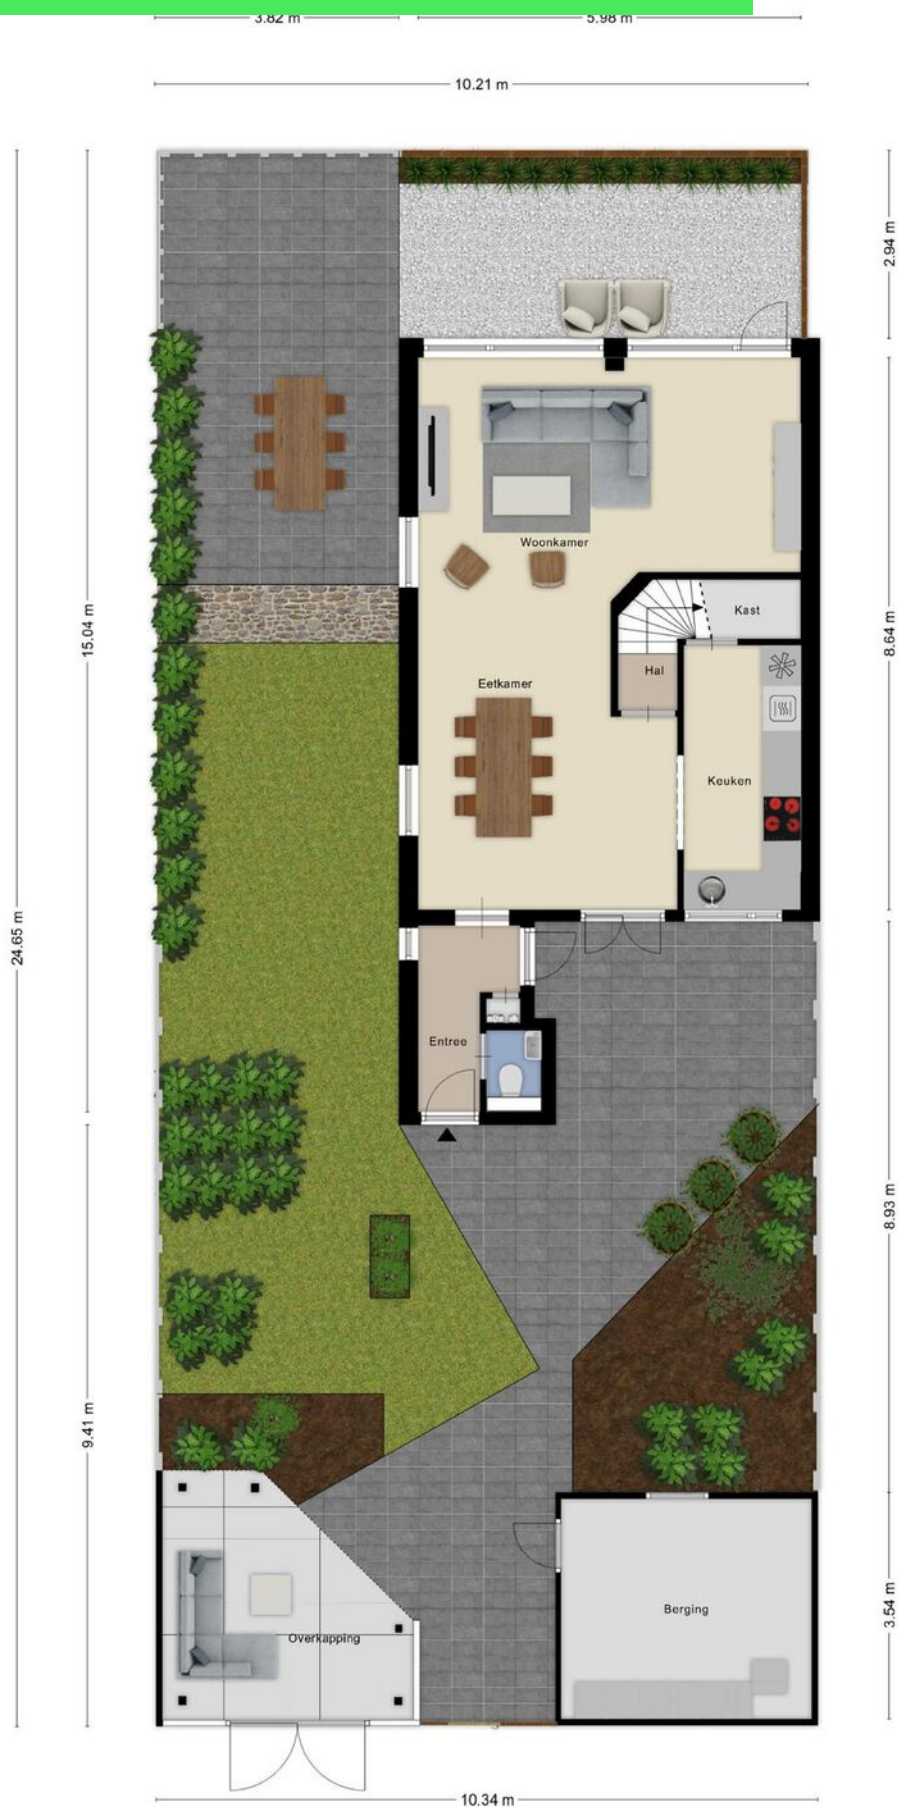 3.82 m
5.98 m
10.21 m
2.94 m
Woonkamer
Kast
15.04 m
8.64 m
Hal
Eetkamer
Keuken
24.65 m
Entree
8.93 m
9.41 m
Berging
3.54 m
Overkapping
10.34 m